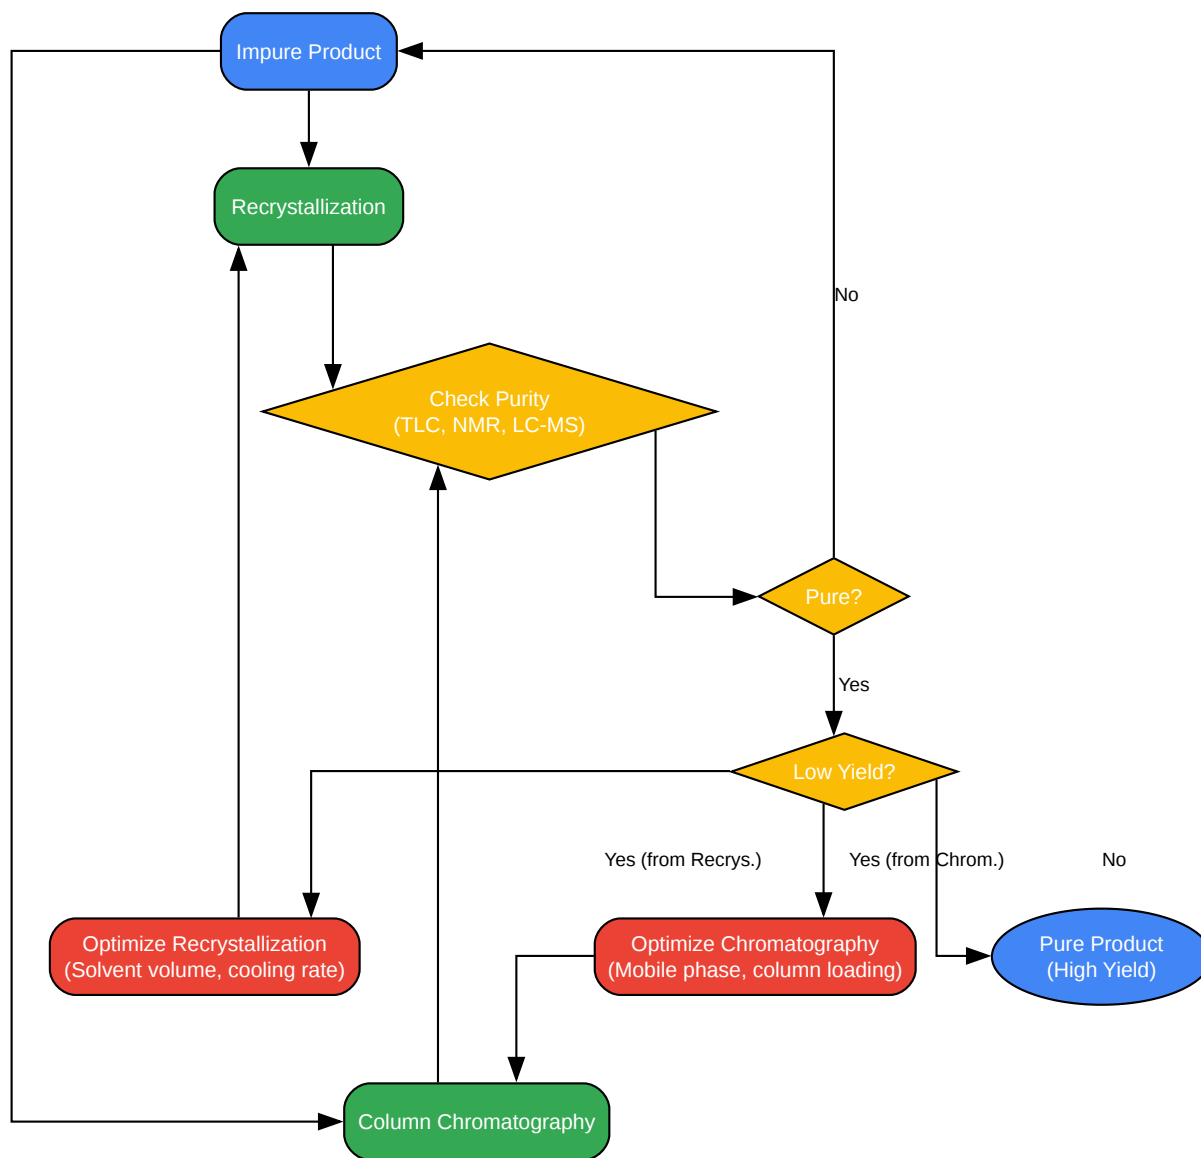 Impure Product
Recrystallization
No
Check Purity
(TLC, NMR, LC-MS)
Pure?
Yes
Low Yield?
Yes (from Recrys.)
Yes (from Chrom.)
No
Optimize Recrystallization
(Solvent volume, cooling rate)
Optimize Chromatography
(Mobile phase, column loading)
Pure Product
(High Yield)
Column Chromatography